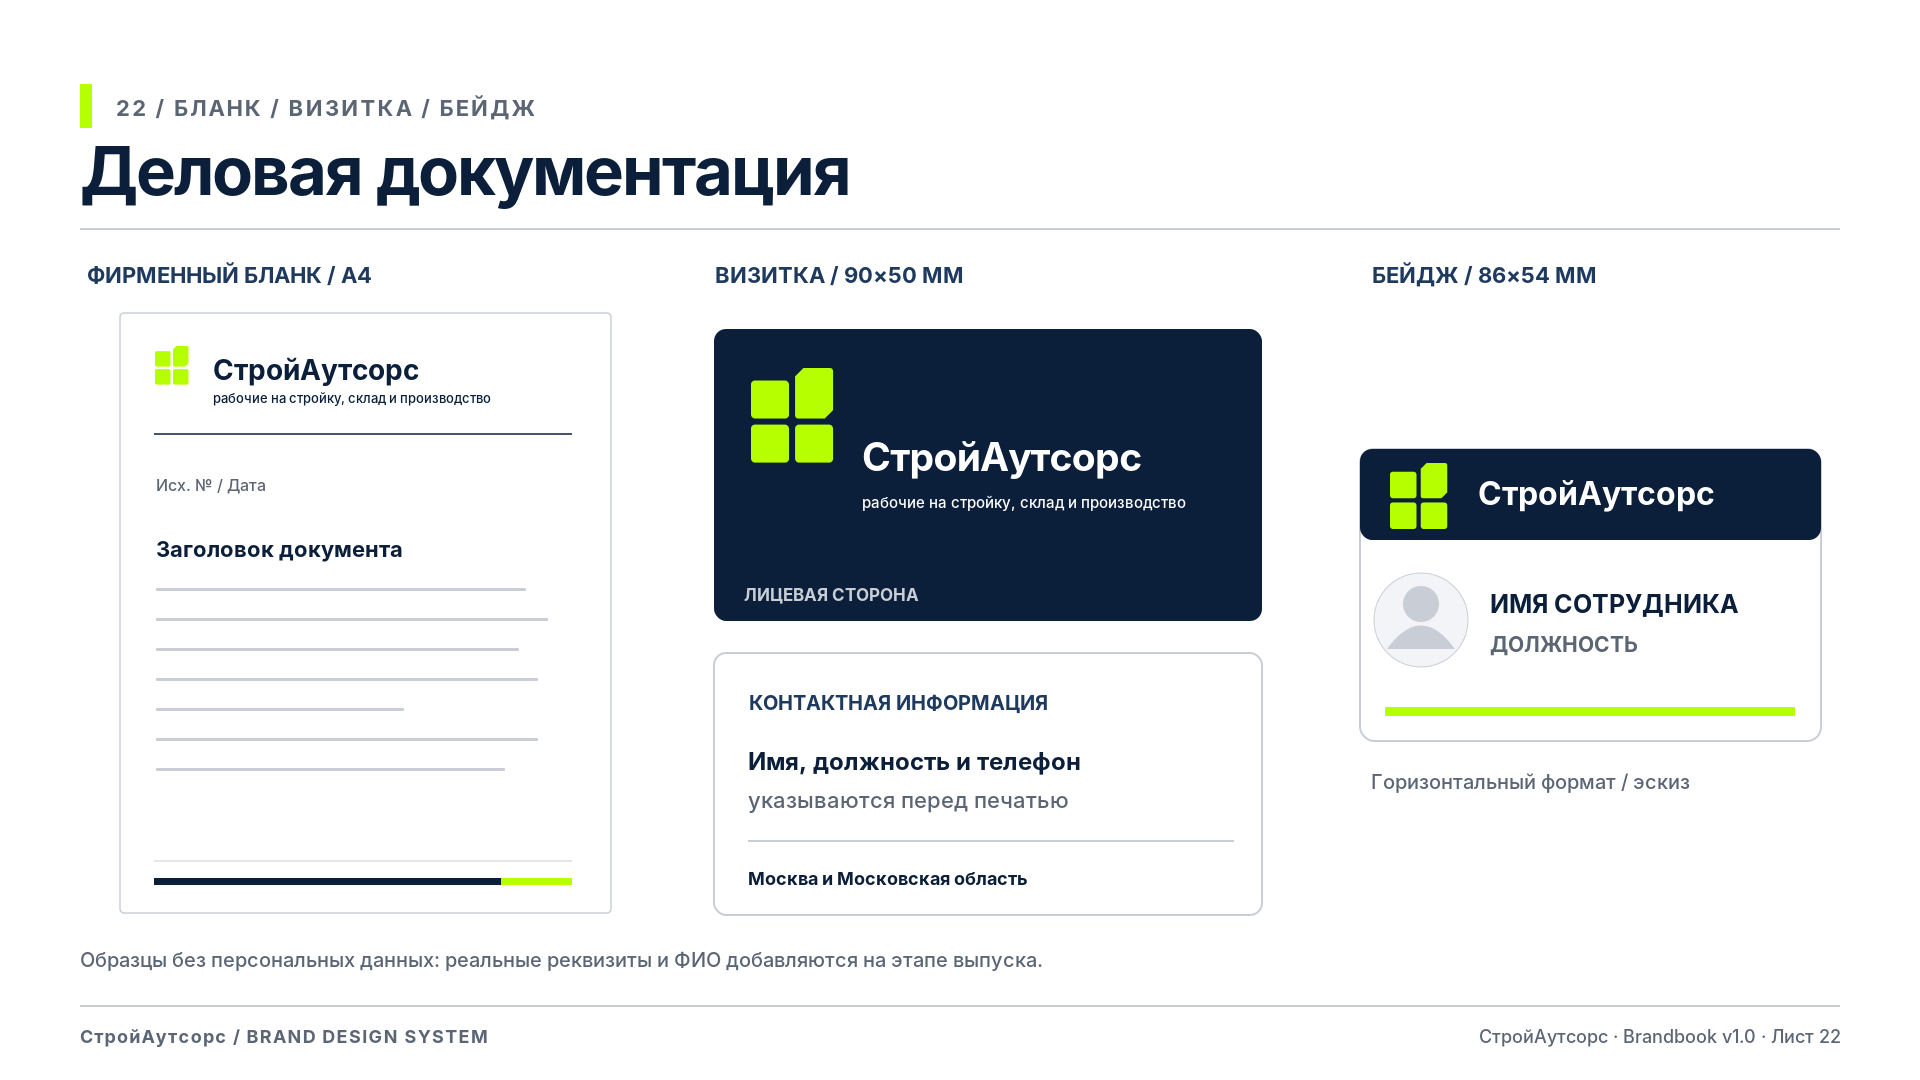 22 / БЛАНК / ВИЗИТКА / БЕЙДЖ
Деловая документация
ФИРМЕННЫЙ БЛАНК / А4
СтройАутсорс
рабочие на стройку, склад и производство
Исх. № / Дата
Заголовок документа
ВИЗИТКА / 90×50 ММ
СтройАутсорс
рабочие на стройку, склад и производство
ЛИЦЕВАЯ СТОРОНА
КОНТАКТНАЯ ИНФОРМАЦИЯ
Имя, должность и телефон
указываются перед печатью
Москва и Московская область
БЕЙДЖ / 86×54 ММ
СтройАутсорс
ИМЯ СОТРУДНИКА
ДОЛЖНОСТЬ
Горизонтальный формат / эскиз
Образцы без персональных данных: реальные реквизиты и ФИО добавляются на этапе выпуска.
СтройАутсорс / BRAND DESIGN SYSTEM
СтройАутсорс · Brandbook v1.0 · Лист 22